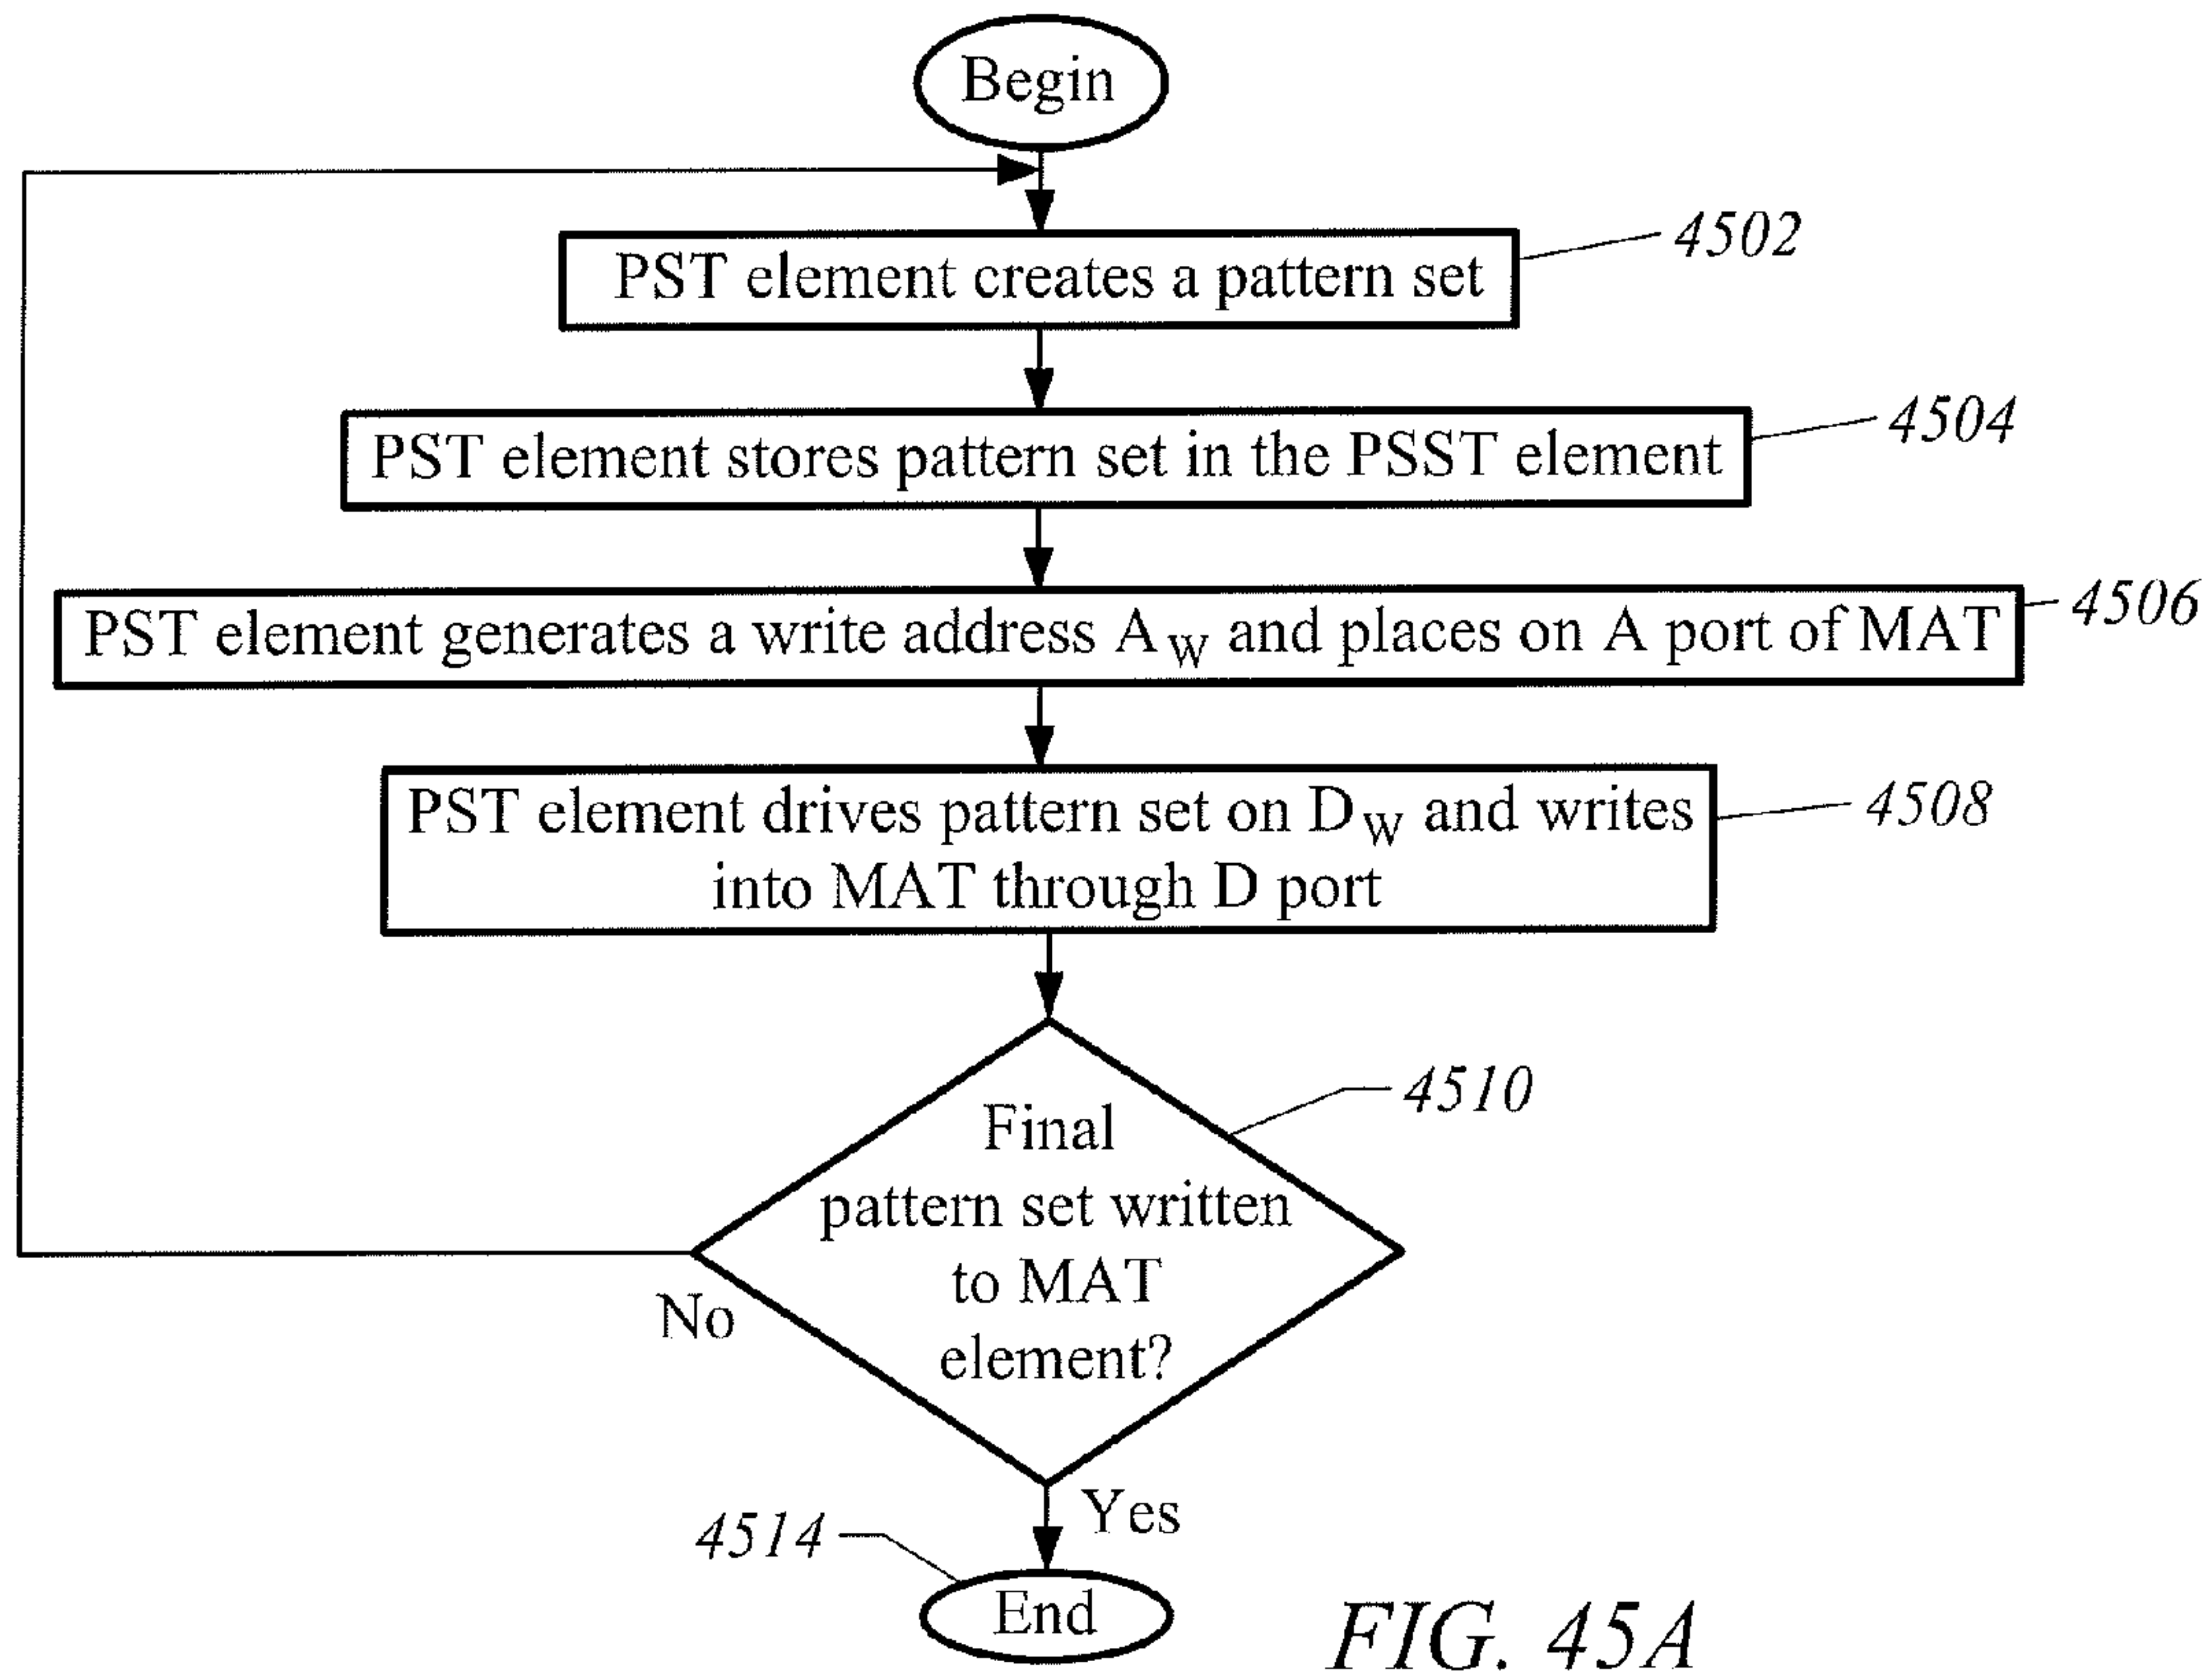 Begin
PST element creates a pattern set
4502
PST element stores pattern set in the PSST element
4504
PST element generates a write address AW and places on A port of MAT
4506
PST element drives pattern set on DW and writes
into MAT through D port
4508
Final
pattern set written
to MAT
element?
4510
No
Yes
4514
End
FIG. 45A